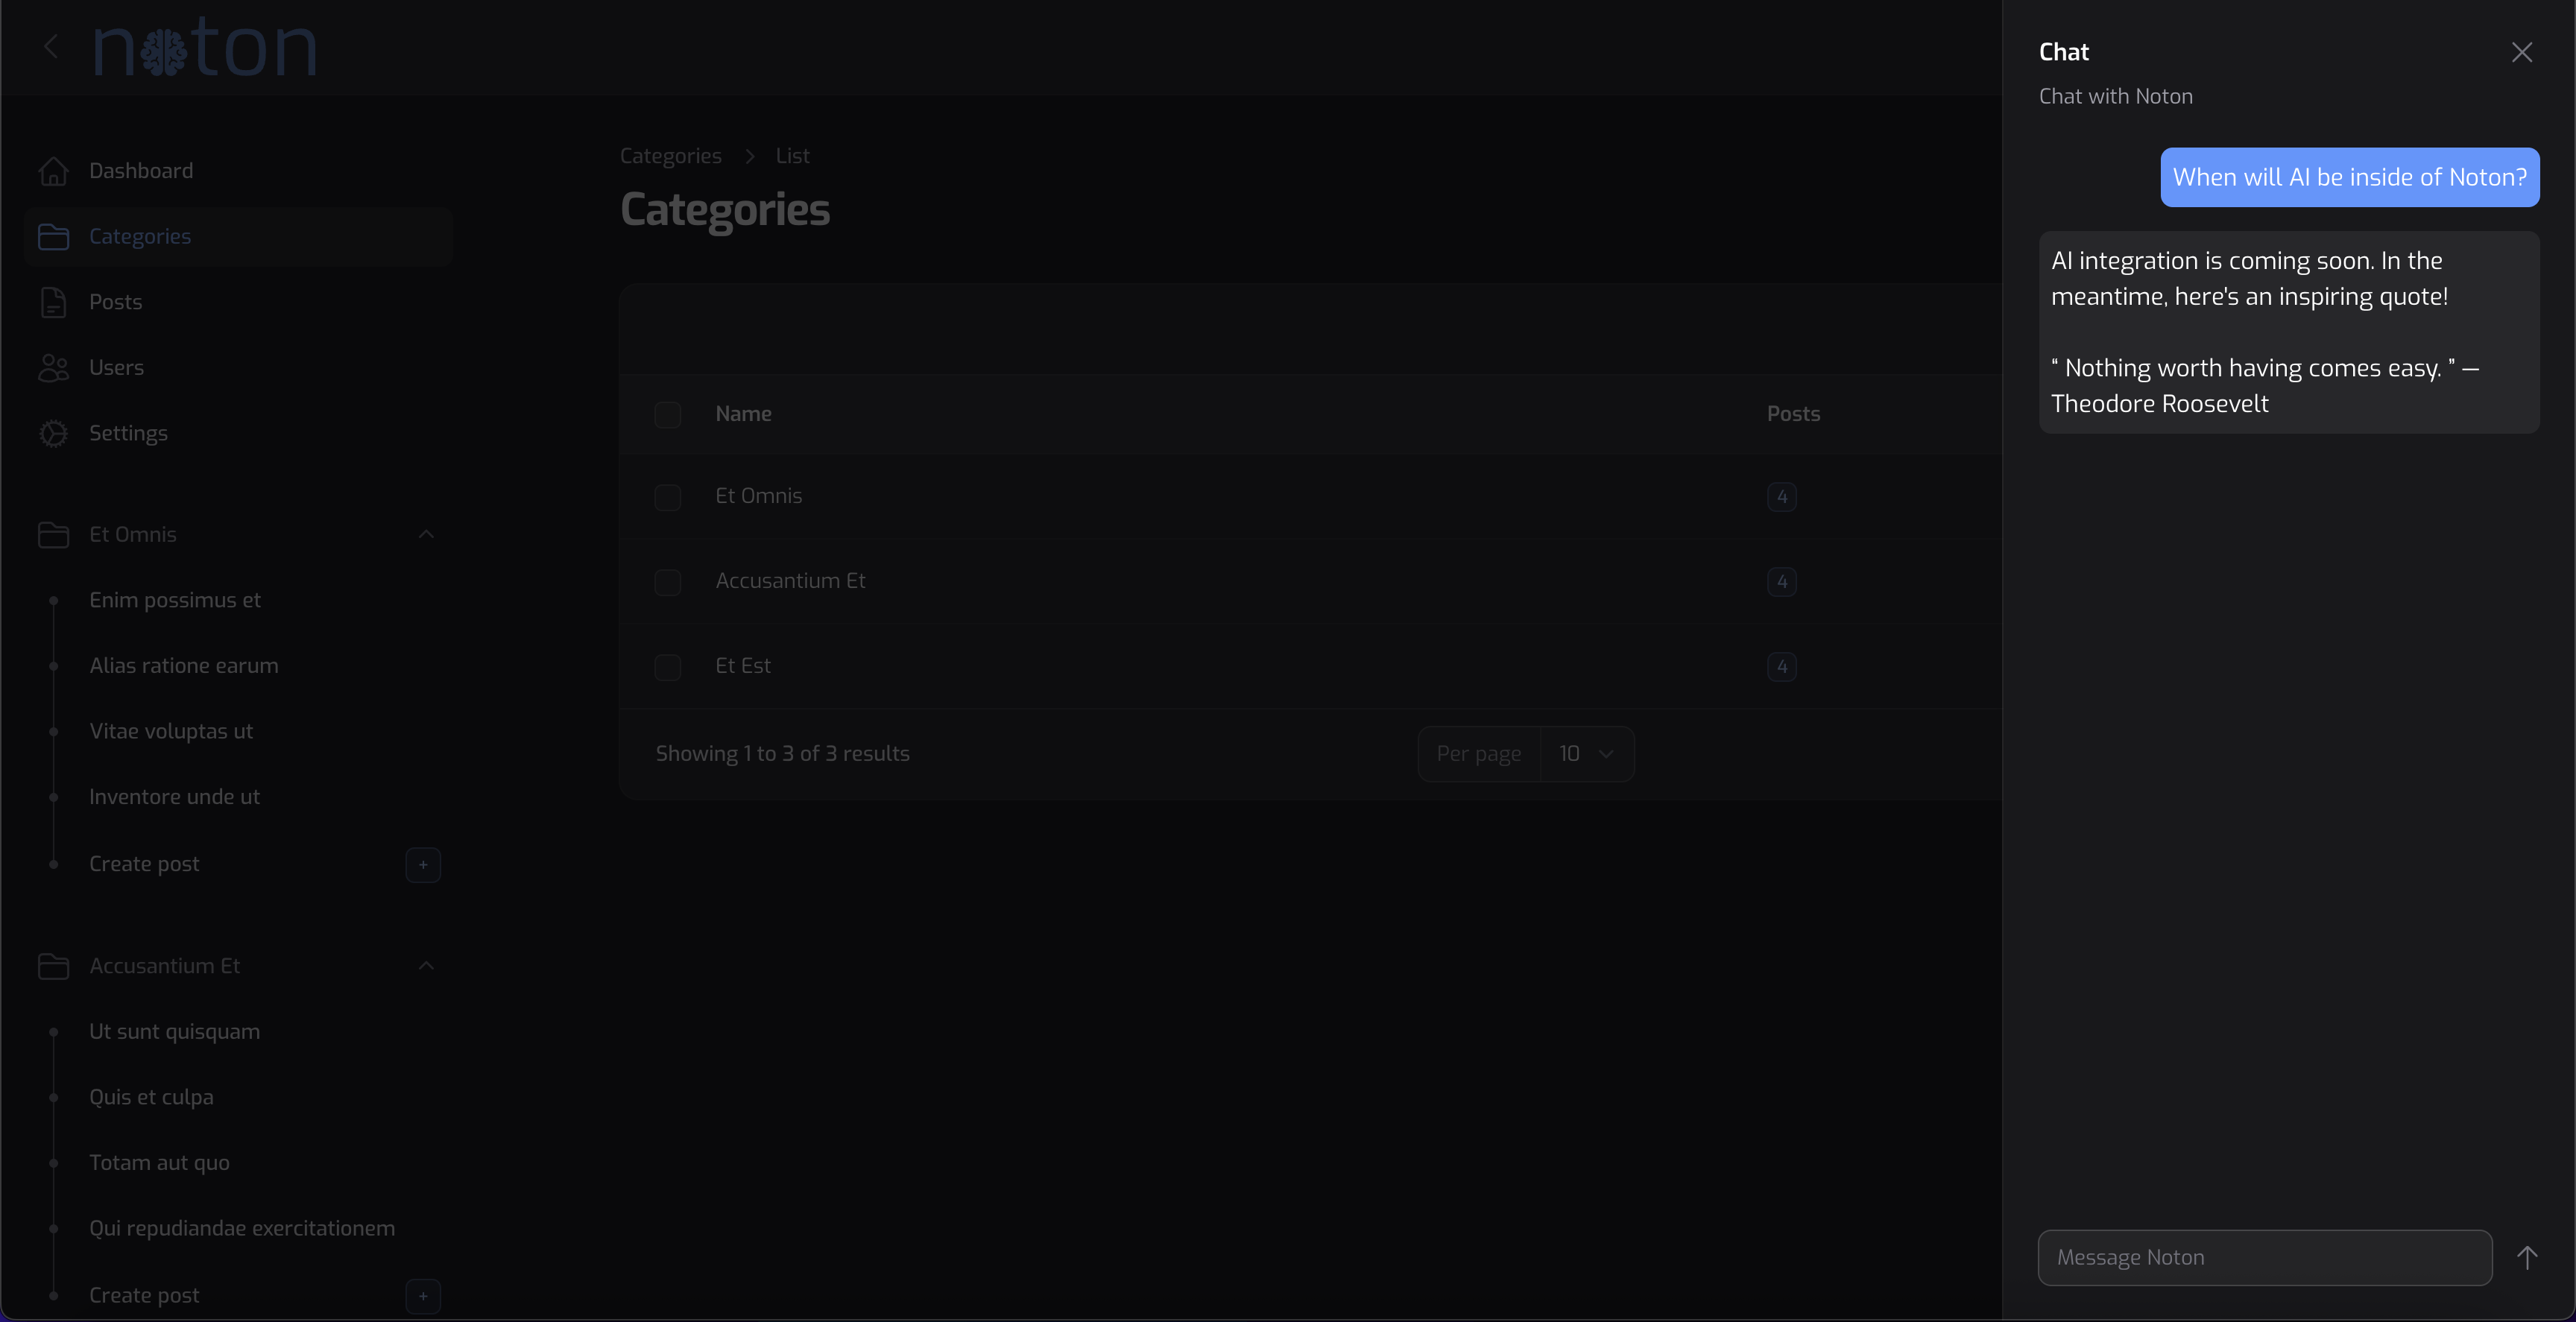 noton
Dashboard
Categories
Posts
Users
Settings
Et Omnis
Enim possimus et
Alias ratione earum
Vitae voluptas ut
Inventore unde ut
Create post
Accusantium Et
Ut sunt quisquam
Quis et culpa
Totam aut quo
Qui repudiandae exercitationem
Create post
Categories > List
Categories
Name Posts
Et Omnis 4
Accusantium Et 4
Et Est 4
Showing 1 to 3 of 3 results Per page 10
Chat
Chat with Noton
When will AI be inside of Noton?
AI integration is coming soon. In the
meantime, here's an inspiring quote!
“ Nothing worth having comes easy. ” —
Theodore Roosevelt
Message Noton